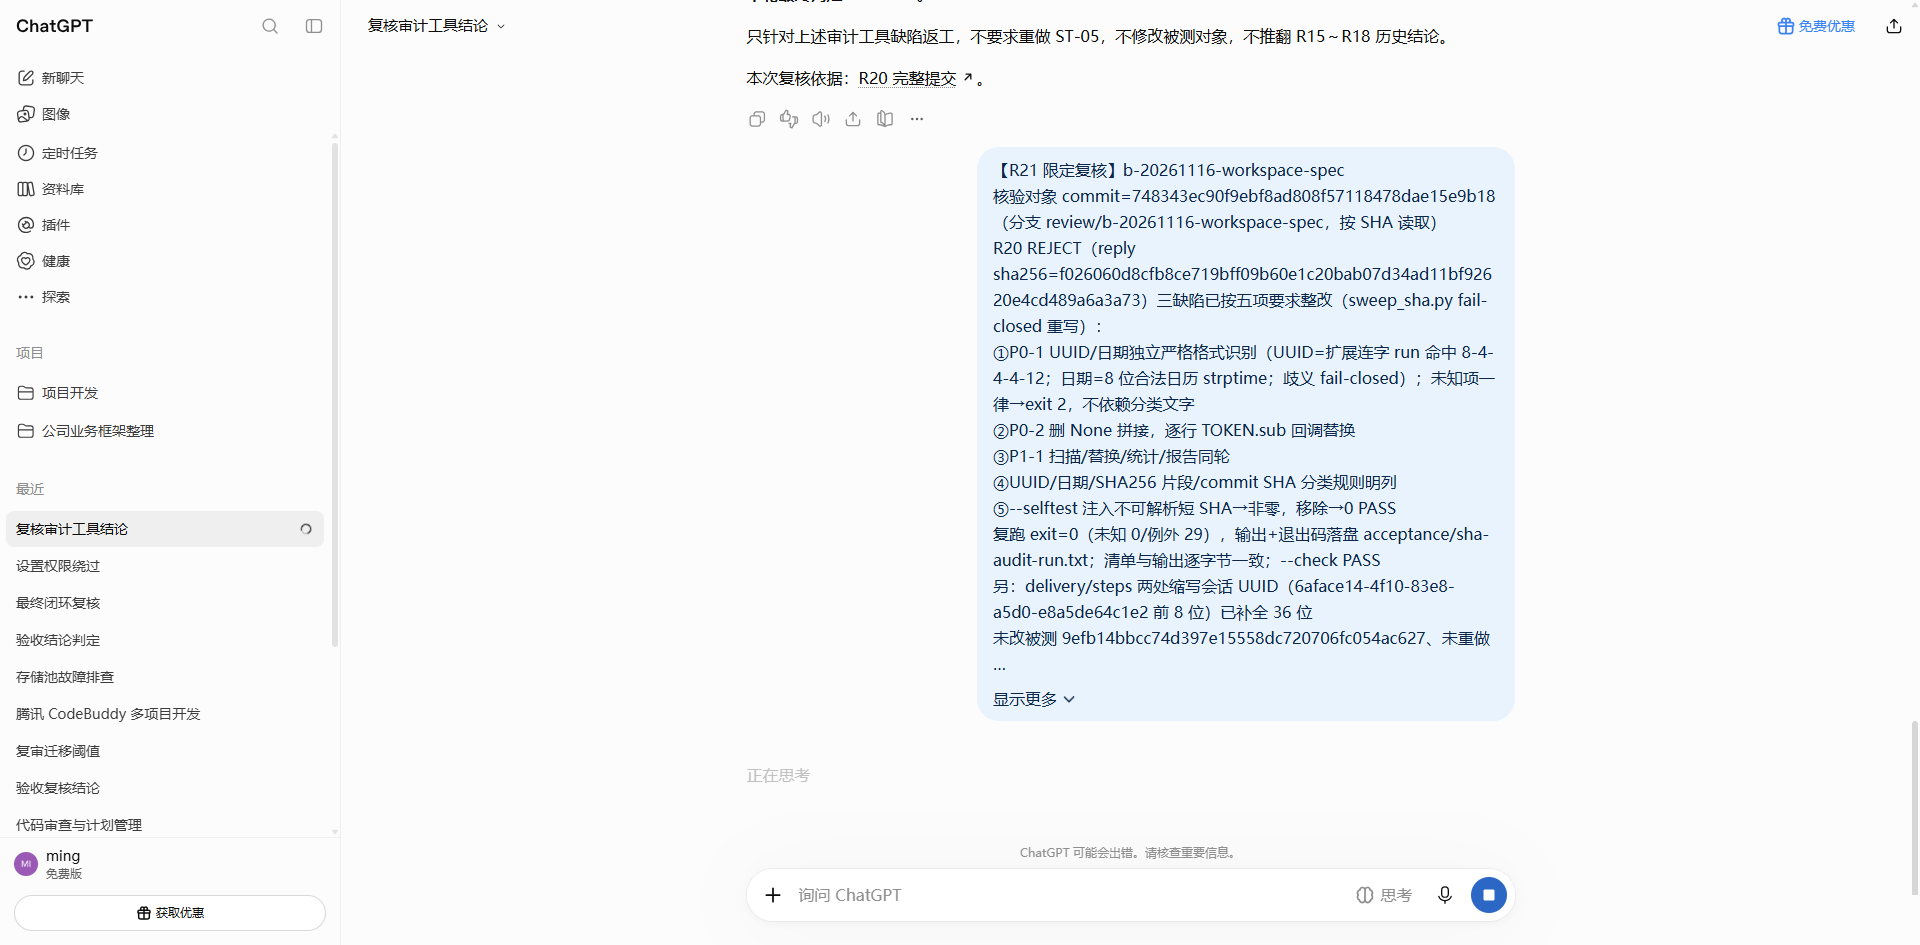 ChatGPT
新聊天
图像
定时任务
资料库
插件
健康
探索
项目
项目开发
公司业务框架整理
最近
复核审计工具结论
设置权限绕过
最终闭环复核
验收结论判定
存储池故障排查
腾讯 CodeBuddy 多项目开发
复审迁移阈值
验收复核结论
代码审查与计划管理
MI
ming
免费版
获取优惠
复核审计工具结论
免费优惠
只针对上述审计工具缺陷返工，不要求重做 ST-05，不修改被测对象，不推翻 R15～R18 历史结论。
本次复核依据：R20 完整提交。
【R21 限定复核】b-20261116-workspace-spec
核验对象 commit=748343ec90f9ebf8ad808f57118478dae15e9b18
（分支 review/b-20261116-workspace-spec，按 SHA 读取）
R20 REJECT（reply
sha256=f026060d8cfb8ce719bff09b60e1c20bab07d34ad11bf926
20e4cd489a6a3a73）三缺陷已按五项要求整改（sweep_sha.py fail-
closed 重写）：
①P0-1 UUID/日期独立严格格式识别（UUID=扩展连字 run 命中 8-4-
4-4-12；日期=8 位合法日历 strptime；歧义 fail-closed）；未知项一
律→exit 2，不依赖分类文字
②P0-2 删 None 拼接，逐行 TOKEN.sub 回调替换
③P1-1 扫描/替换/统计/报告同轮
④UUID/日期/SHA256 片段/commit SHA 分类规则明列
⑤--selftest 注入不可解析短 SHA→非零，移除→0 PASS
复跑 exit=0（未知 0/例外 29），输出+退出码落盘 acceptance/sha-
audit-run.txt；清单与输出逐字节一致；--check PASS
另：delivery/steps 两处缩写会话 UUID（6aface14-4f10-83e8-
a5d0-e8a5de64c1e2 前 8 位）已补全 36 位
未改被测 9efb14bbcc74d397e15558dc720706fc054ac627、未重做
...
显示更多
正在思考
ChatGPT 可能会出错。请核查重要信息。
询问 ChatGPT
思考